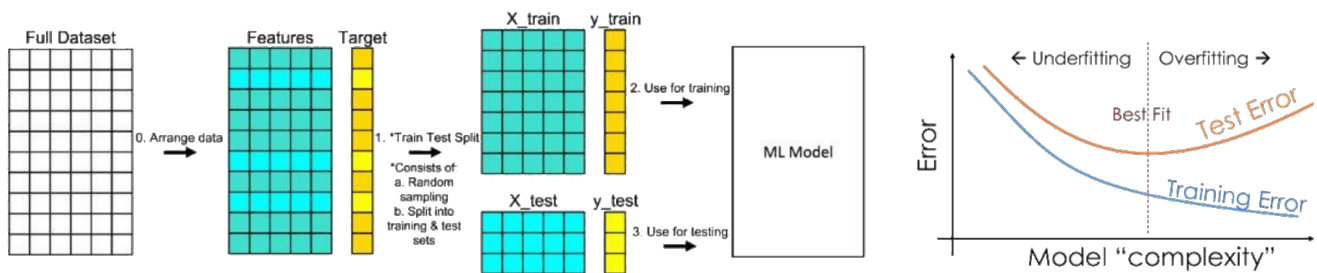 Full Dataset
0. Arrange data
Features
Target
1. *Train Test Split
*Consists of:
a. Random
sampling
b. Split into
training & test
sets
X_train
y_train
2. Use for training
X_test
y_test
3. Use for testing
ML Model
← Underfitting
Overfitting →
Best Fit
Test Error
Training Error
Error
Model “complexity”